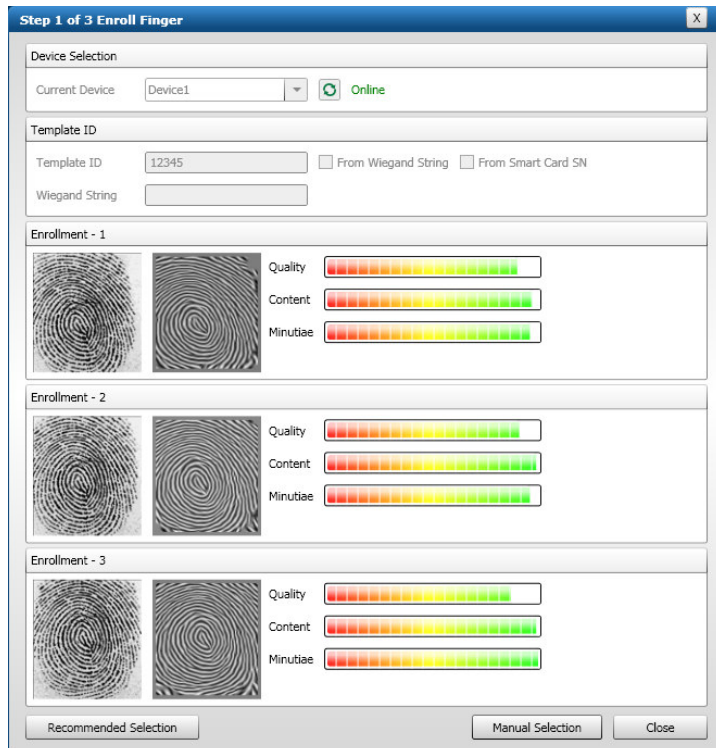 Step 1 of 3 Enroll Finger X
Device Selection
Current Device Device1 Online
Template ID
Template ID 12345 From Wiegand String From Smart Card SN
Wiegand String
Enrollment - 1
Quality
Content
Minutiae
Enrollment - 2
Quality
Content
Minutiae
Enrollment - 3
Quality
Content
Minutiae
Recommended Selection Manual Selection Close